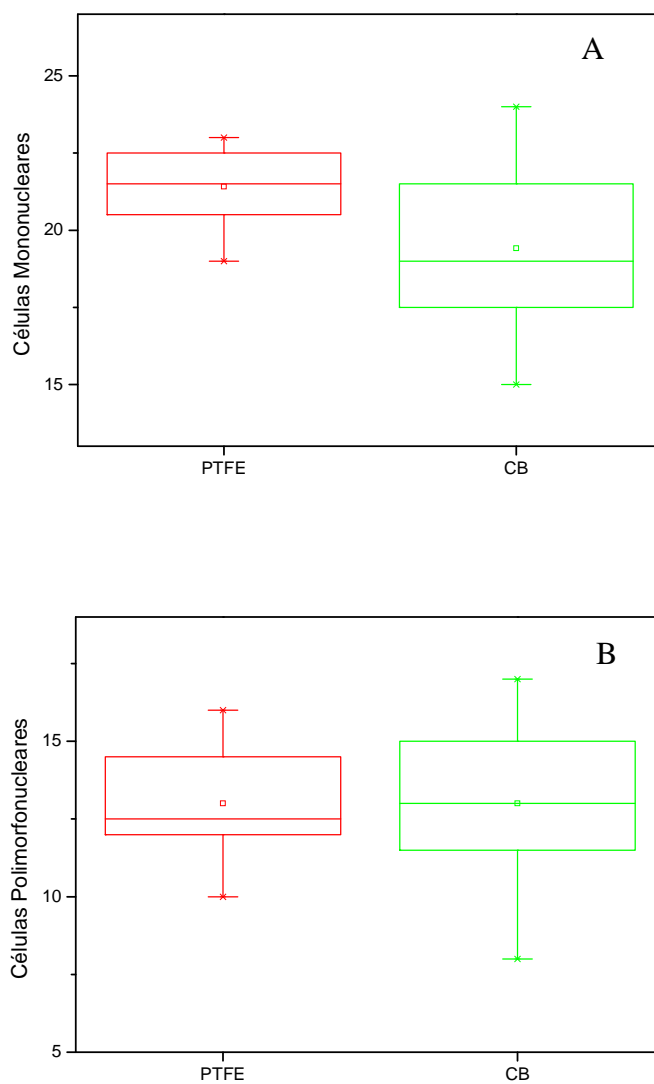 A
25
20
15
Células Mononucleares
PTFE CB
B
15
10
5
Células Polimorfonucleares
PTFE CB